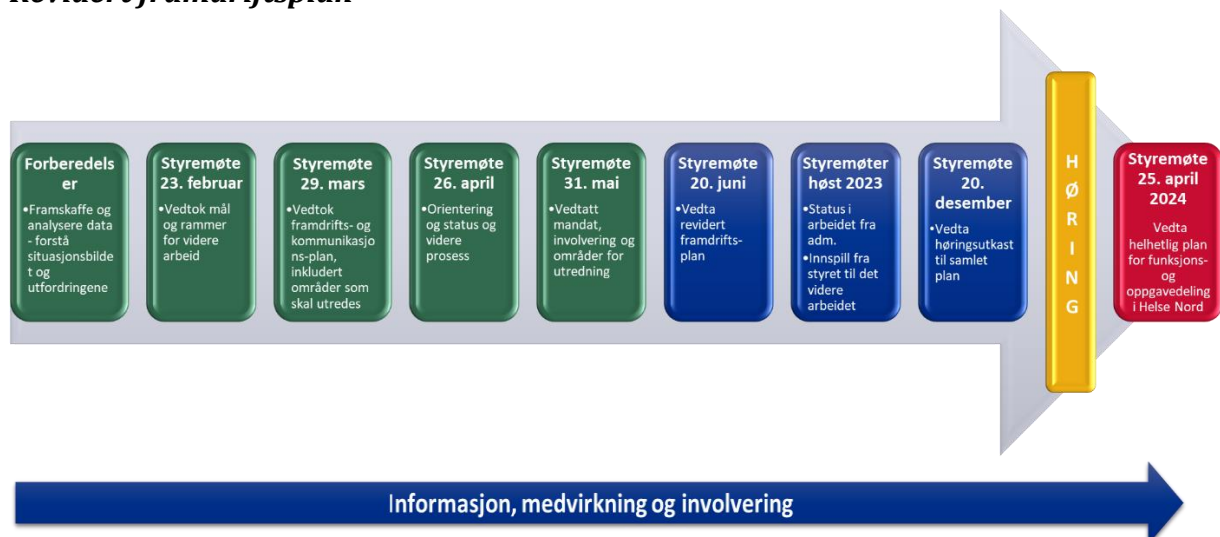 Revidert framdriftsplan
Forberedels
er
•Framskaffe og
analysere data
- forstå
situasjonsbilde
t og
utfordringene
Styremøte
23. februar
•Vedtok mål
og rammer
for videre
arbeid
Styremøte
29. mars
•Vedtok
framdrifts- og
kommunikasjo
ns-plan,
inkludert
områder som
skal utredes
Styremøte
26. april
•Orientering
og status og
videre
prosess
Styremøte
31. mai
•Vedtatt
mandat,
involvering og
områder for
utredning
Styremøte
20. juni
•Vedta
revidert
framdrifts-
plan
Styremøter
høst 2023
•Status i
arbeidet fra
adm.
•Innspill fra
styret til det
videre
arbeidet
Styremøte
20.
desember
•Vedta
høringsutkast
til samlet
plan
H
Ø
R
I
N
G
Styremøte
25. april
2024
Vedta
helhetlig plan
for funksjons-
og
oppgavedeling
i Helse Nord
Informasjon, medvirkning og involvering